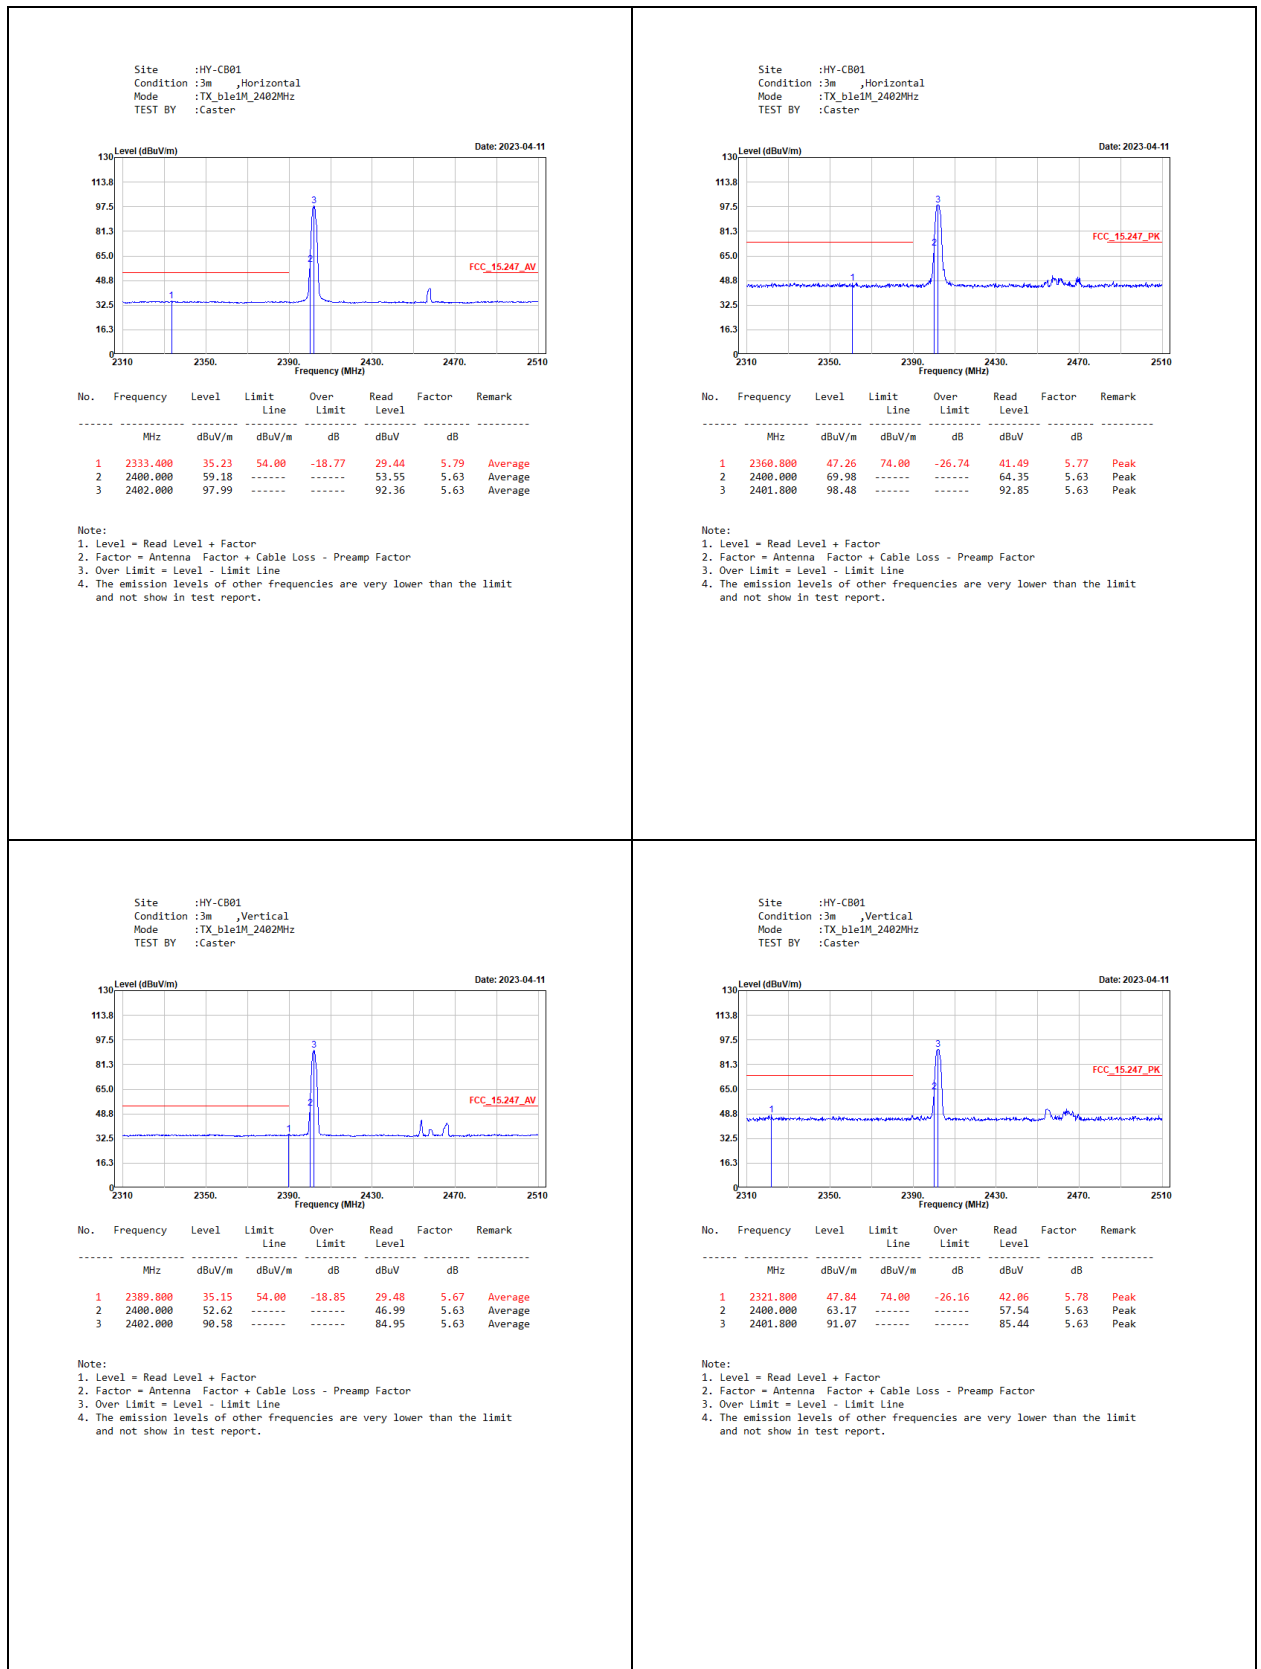 Site      :HY-CB01
Condition :3m    ,Horizontal
Mode      :TX_ble1M_2402MHz
TEST BY   :Caster
Level (dBuV/m) Date: 2023-04-11
130
113.8
97.5
81.3
65.0
48.8
32.5
16.3
0
FCC_15.247_AV
1
2
3
2310 2350. 2390. 2430. 2470. 2510
Frequency (MHz)
No. Frequency Level Limit Over Read Factor Remark
Line Limit Level
------ ----------- -------- -------- --------- --------- -------- ---------
MHz dBuV/m dBuV/m dB dBuV dB
1 2333.400 35.23 54.00 -18.77 29.44 5.79 Average
2 2400.000 59.18 ------ ------ 53.55 5.63 Average
3 2402.000 97.99 ------ ------ 92.36 5.63 Average
Note:
1. Level = Read Level + Factor
2. Factor = Antenna  Factor + Cable Loss - Preamp Factor
3. Over Limit = Level - Limit Line
4. The emission levels of other frequencies are very lower than the limit
and not show in test report.
Site      :HY-CB01
Condition :3m    ,Horizontal
Mode      :TX_ble1M_2402MHz
TEST BY   :Caster
Level (dBuV/m) Date: 2023-04-11
130
113.8
97.5
81.3
65.0
48.8
32.5
16.3
0
FCC_15.247_PK
1
2
3
2310 2350. 2390. 2430. 2470. 2510
Frequency (MHz)
No. Frequency Level Limit Over Read Factor Remark
Line Limit Level
------ ----------- -------- -------- --------- --------- -------- ---------
MHz dBuV/m dBuV/m dB dBuV dB
1 2360.800 47.26 74.00 -26.74 41.49 5.77 Peak
2 2400.000 69.98 ------ ------ 64.35 5.63 Peak
3 2401.800 98.48 ------ ------ 92.85 5.63 Peak
Note:
1. Level = Read Level + Factor
2. Factor = Antenna  Factor + Cable Loss - Preamp Factor
3. Over Limit = Level - Limit Line
4. The emission levels of other frequencies are very lower than the limit
and not show in test report.
Site      :HY-CB01
Condition :3m    ,Vertical
Mode      :TX_ble1M_2402MHz
TEST BY   :Caster
Level (dBuV/m) Date: 2023-04-11
130
113.8
97.5
81.3
65.0
48.8
32.5
16.3
0
FCC_15.247_AV
1
2
3
2310 2350. 2390. 2430. 2470. 2510
Frequency (MHz)
No. Frequency Level Limit Over Read Factor Remark
Line Limit Level
------ ----------- -------- -------- --------- --------- -------- ---------
MHz dBuV/m dBuV/m dB dBuV dB
1 2389.800 35.15 54.00 -18.85 29.48 5.67 Average
2 2400.000 52.62 ------ ------ 46.99 5.63 Average
3 2402.000 90.58 ------ ------ 84.95 5.63 Average
Note:
1. Level = Read Level + Factor
2. Factor = Antenna  Factor + Cable Loss - Preamp Factor
3. Over Limit = Level - Limit Line
4. The emission levels of other frequencies are very lower than the limit
and not show in test report.
Site      :HY-CB01
Condition :3m    ,Vertical
Mode      :TX_ble1M_2402MHz
TEST BY   :Caster
Level (dBuV/m) Date: 2023-04-11
130
113.8
97.5
81.3
65.0
48.8
32.5
16.3
0
FCC_15.247_PK
1
2
3
2310 2350. 2390. 2430. 2470. 2510
Frequency (MHz)
No. Frequency Level Limit Over Read Factor Remark
Line Limit Level
------ ----------- -------- -------- --------- --------- -------- ---------
MHz dBuV/m dBuV/m dB dBuV dB
1 2321.800 47.84 74.00 -26.16 42.06 5.78 Peak
2 2400.000 63.17 ------ ------ 57.54 5.63 Peak
3 2401.800 91.07 ------ ------ 85.44 5.63 Peak
Note:
1. Level = Read Level + Factor
2. Factor = Antenna  Factor + Cable Loss - Preamp Factor
3. Over Limit = Level - Limit Line
4. The emission levels of other frequencies are very lower than the limit
and not show in test report.